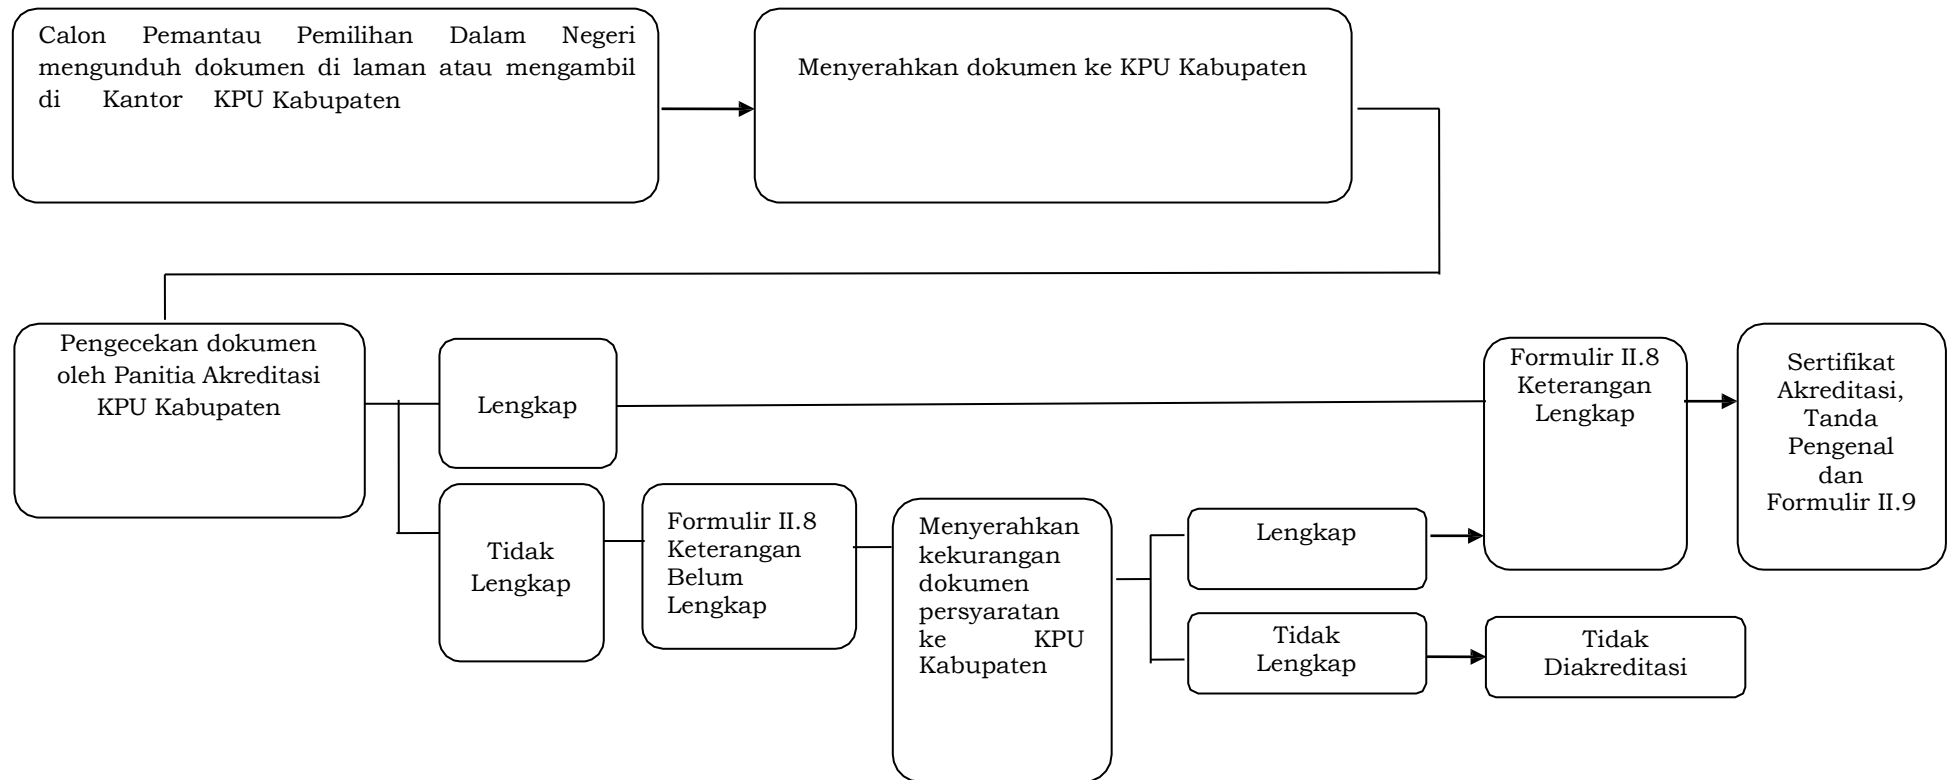 Calon Pemantau Pemilihan Dalam Negeri
mengunduh dokumen di laman atau mengambil
di Kantor KPU Kabupaten
Menyerahkan dokumen ke KPU Kabupaten
Pengecekan dokumen
oleh Panitia Akreditasi
KPU Kabupaten
Lengkap
Formulir II.8
Keterangan
Lengkap
Sertifikat
Akreditasi,
Tanda
Pengenal
dan
Formulir II.9
Tidak
Lengkap
Formulir II.8
Keterangan
Belum
Lengkap
Menyerahkan
kekurangan
dokumen
persyaratan
ke KPU
Kabupaten
Lengkap
Tidak
Lengkap
Tidak
Diakreditasi